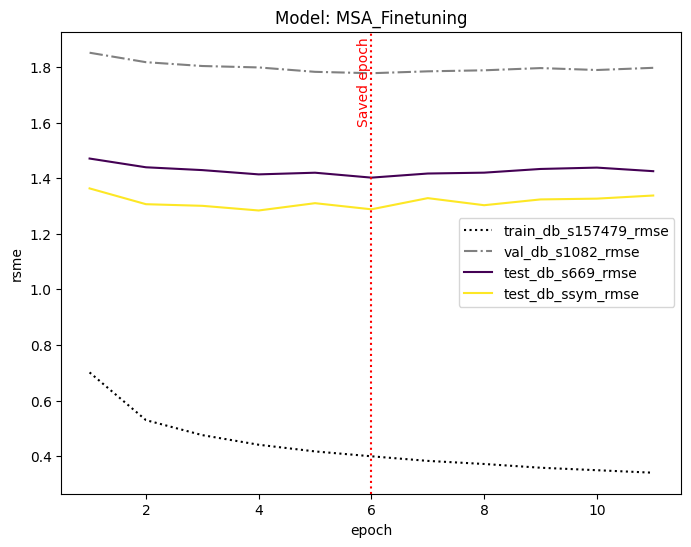 Model: MSA_Finetuning
1.8
1.6
1.4
1.2
1.0
0.8
0.6
0.4
rsme
Saved epoch
train_db_s157479_rmse
val_db_s1082_rmse
test_db_s669_rmse
test_db_ssym_rmse
2 4 6 8 10
epoch